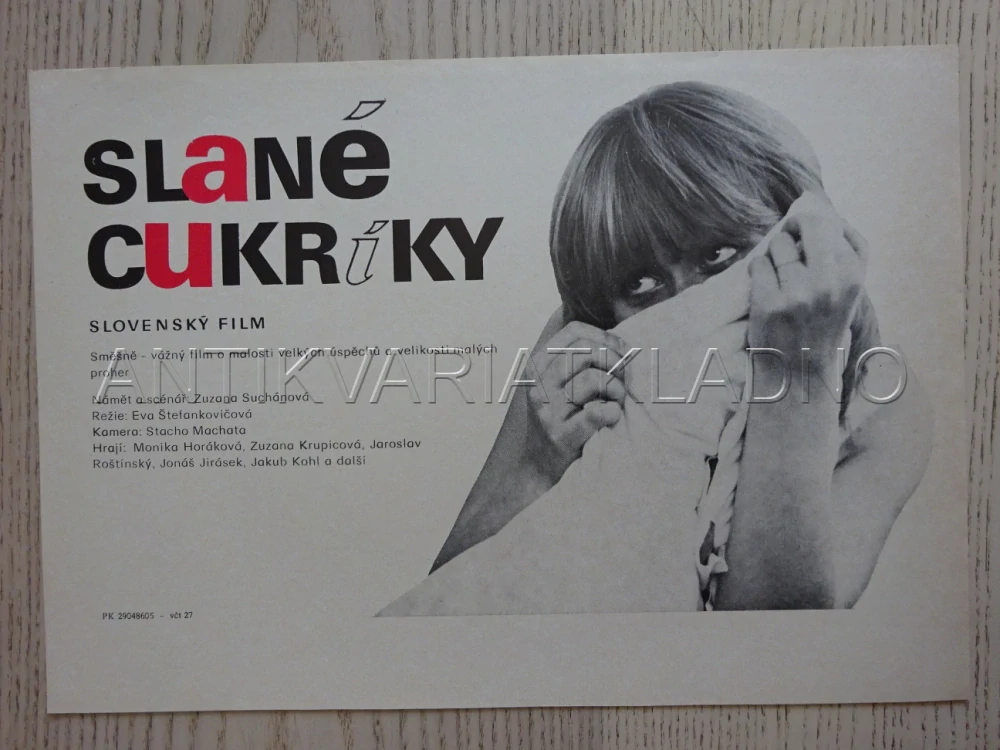 SLaNé
CuKRíKY
SLOVENSKÝ FILM
Směšně - vážný film o malosti velkých úspěchů a velikosti malých
proher
Námět a scénář: Zuzana Suchánová
Režie: Eva Štefankovičová
Kamera: Stacho Machata
Hrají: Monika Horáková, Zuzana Krupicová, Jaroslav
Roštínský, Jonáš Jirásek, Jakub Kohl a další
PK 29048605 - včt 27
ANTIKVARIATKLADNO